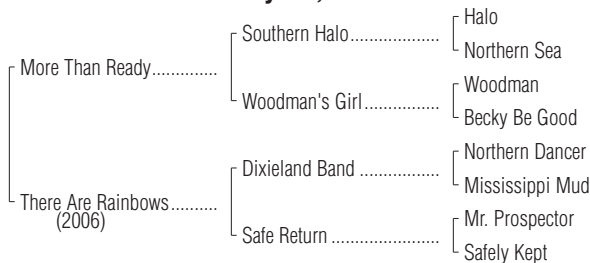 Halo
Southern Halo
Northern Sea
More Than Ready
Woodman
Woodman's Girl
Becky Be Good
Northern Dancer
Dixieland Band
Mississippi Mud
There Are Rainbows
(2006)
Mr. Prospector
Safe Return
Safely Kept